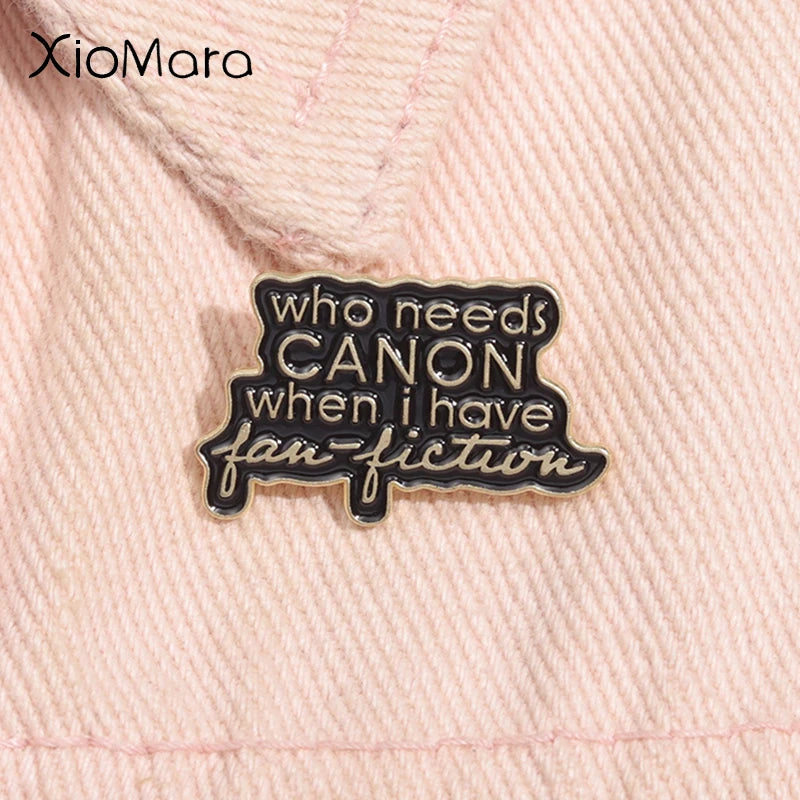 XioMara
who needs
CANON
when i have
fan-fiction